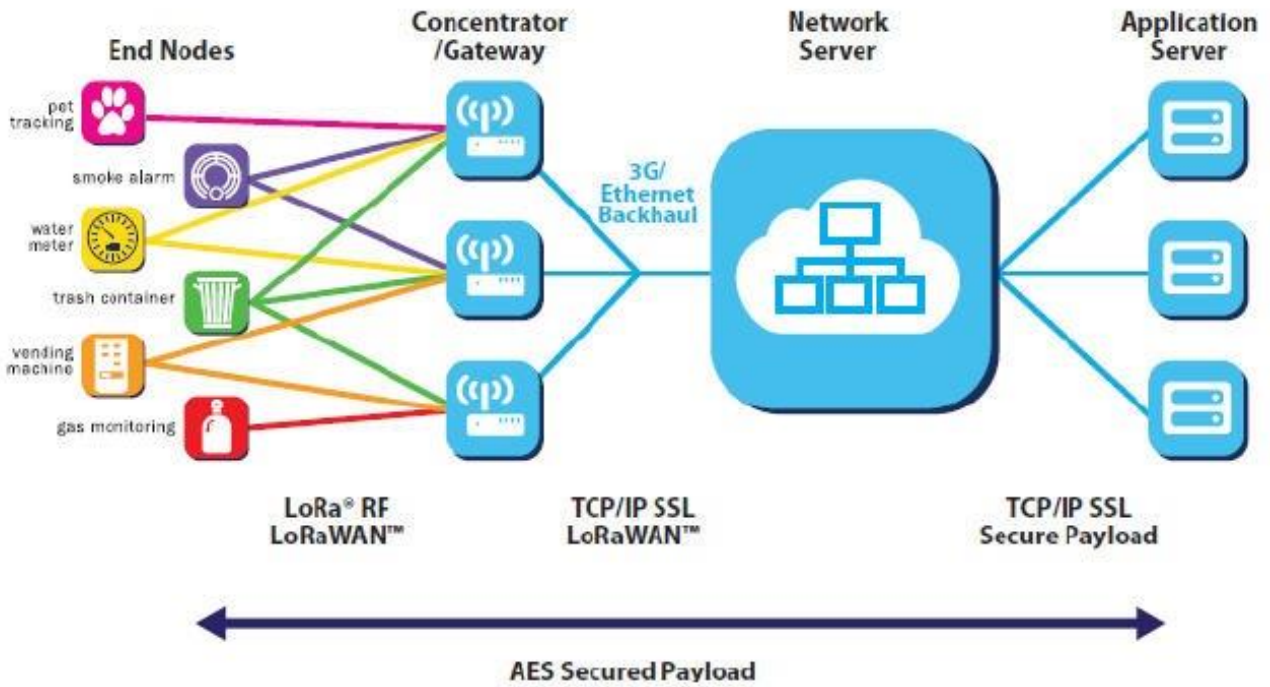 End Nodes
Concentrator
/Gateway
Network
Server
Application
Server
pet
tracking
smoke alarm
water
meter
trash container
vending
machine
gas monitoring
3G/
Ethernet
Backhaul
LoRa® RF
LoRaWAN™
TCP/IP SSL
LoRaWAN™
TCP/IP SSL
Secure Payload
AES Secured Payload